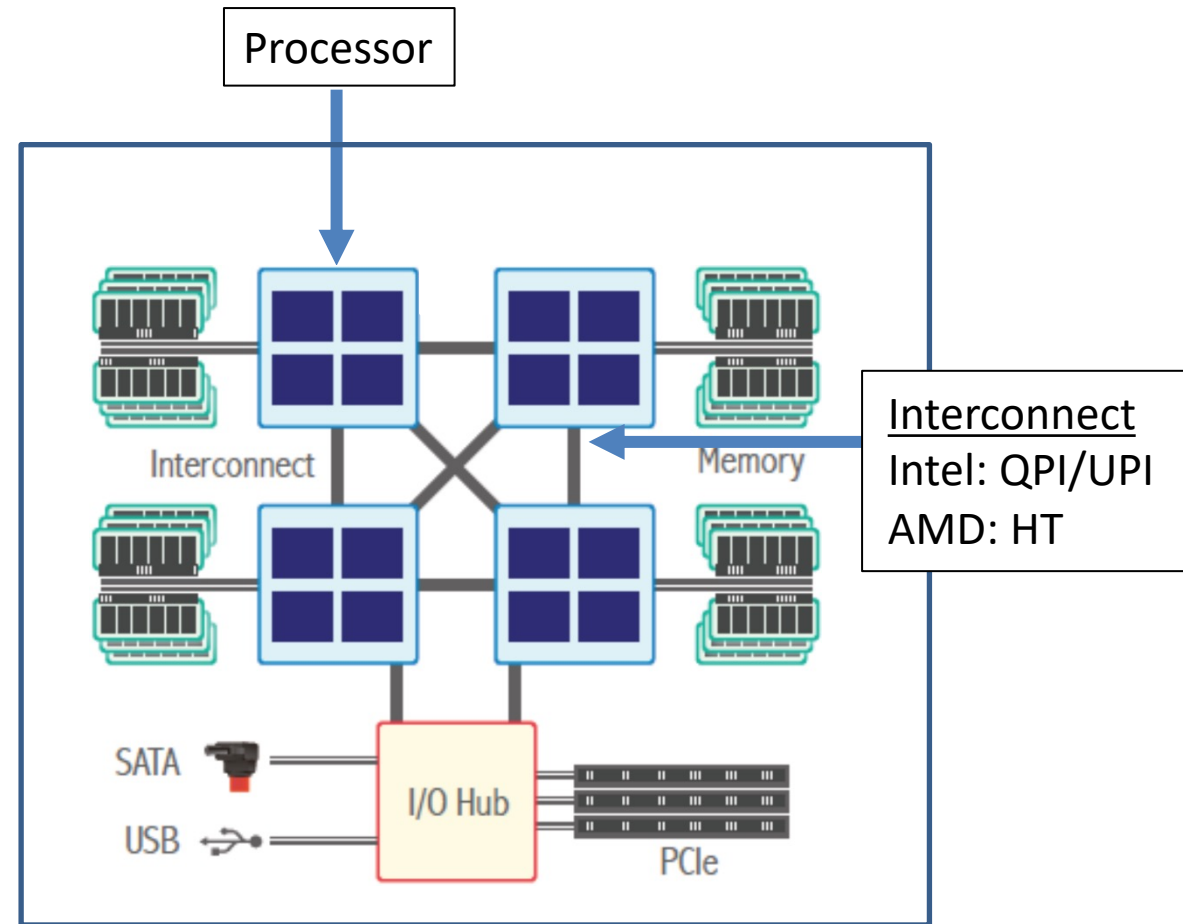 Processor
Interconnect
Memory
Interconnect
Intel: QPI/UPI
AMD: HT
SATA
I/O Hub
USB
PCIe